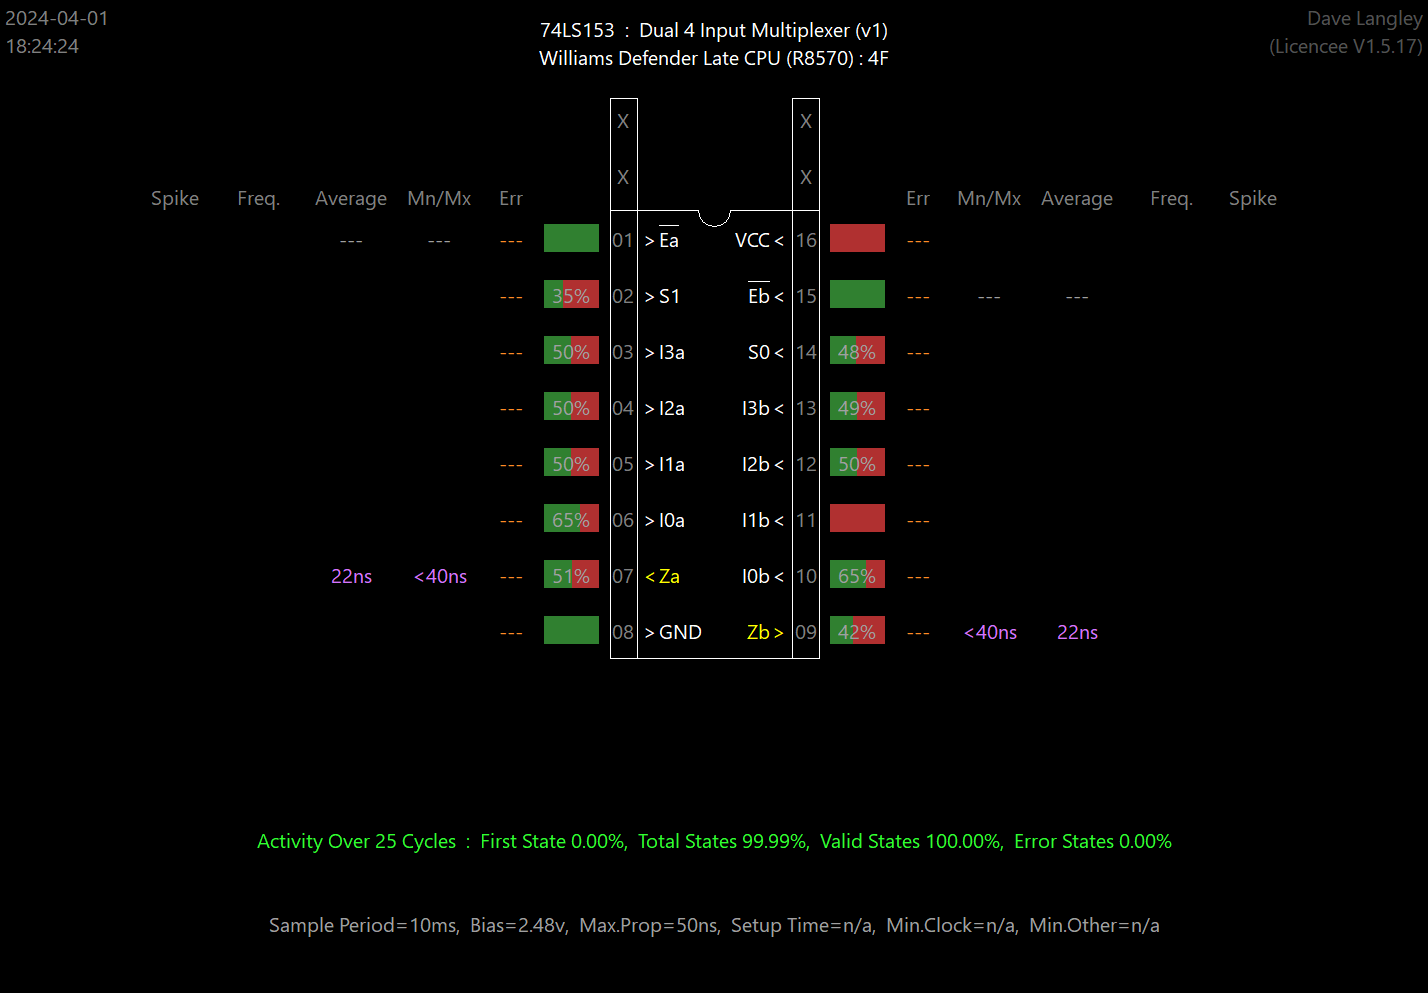 2024-04-01
18:24:24
74LS153 : Dual 4 Input Multiplexer (v1)
Williams Defender Late CPU (R8570) : 4F
Dave Langley
(Licencee V1.5.17)
X X
X X
Spike Freq. Average Mn/Mx Err Err Mn/Mx Average Freq. Spike
--- --- --- 01 > Ea VCC < 16 ---
--- 35% 02 > S1 Eb < 15 --- --- ---
--- 50% 03 > I3a S0 < 14 48% ---
--- 50% 04 > I2a I3b < 13 49% ---
--- 50% 05 > I1a I2b < 12 50% ---
--- 65% 06 > I0a I1b < 11 ---
22ns <40ns --- 51% 07 < Za I0b < 10 65% ---
--- 08 > GND Zb > 09 42% --- <40ns 22ns
Activity Over 25 Cycles : First State 0.00%, Total States 99.99%, Valid States 100.00%, Error States 0.00%
Sample Period=10ms, Bias=2.48v, Max.Prop=50ns, Setup Time=n/a, Min.Clock=n/a, Min.Other=n/a